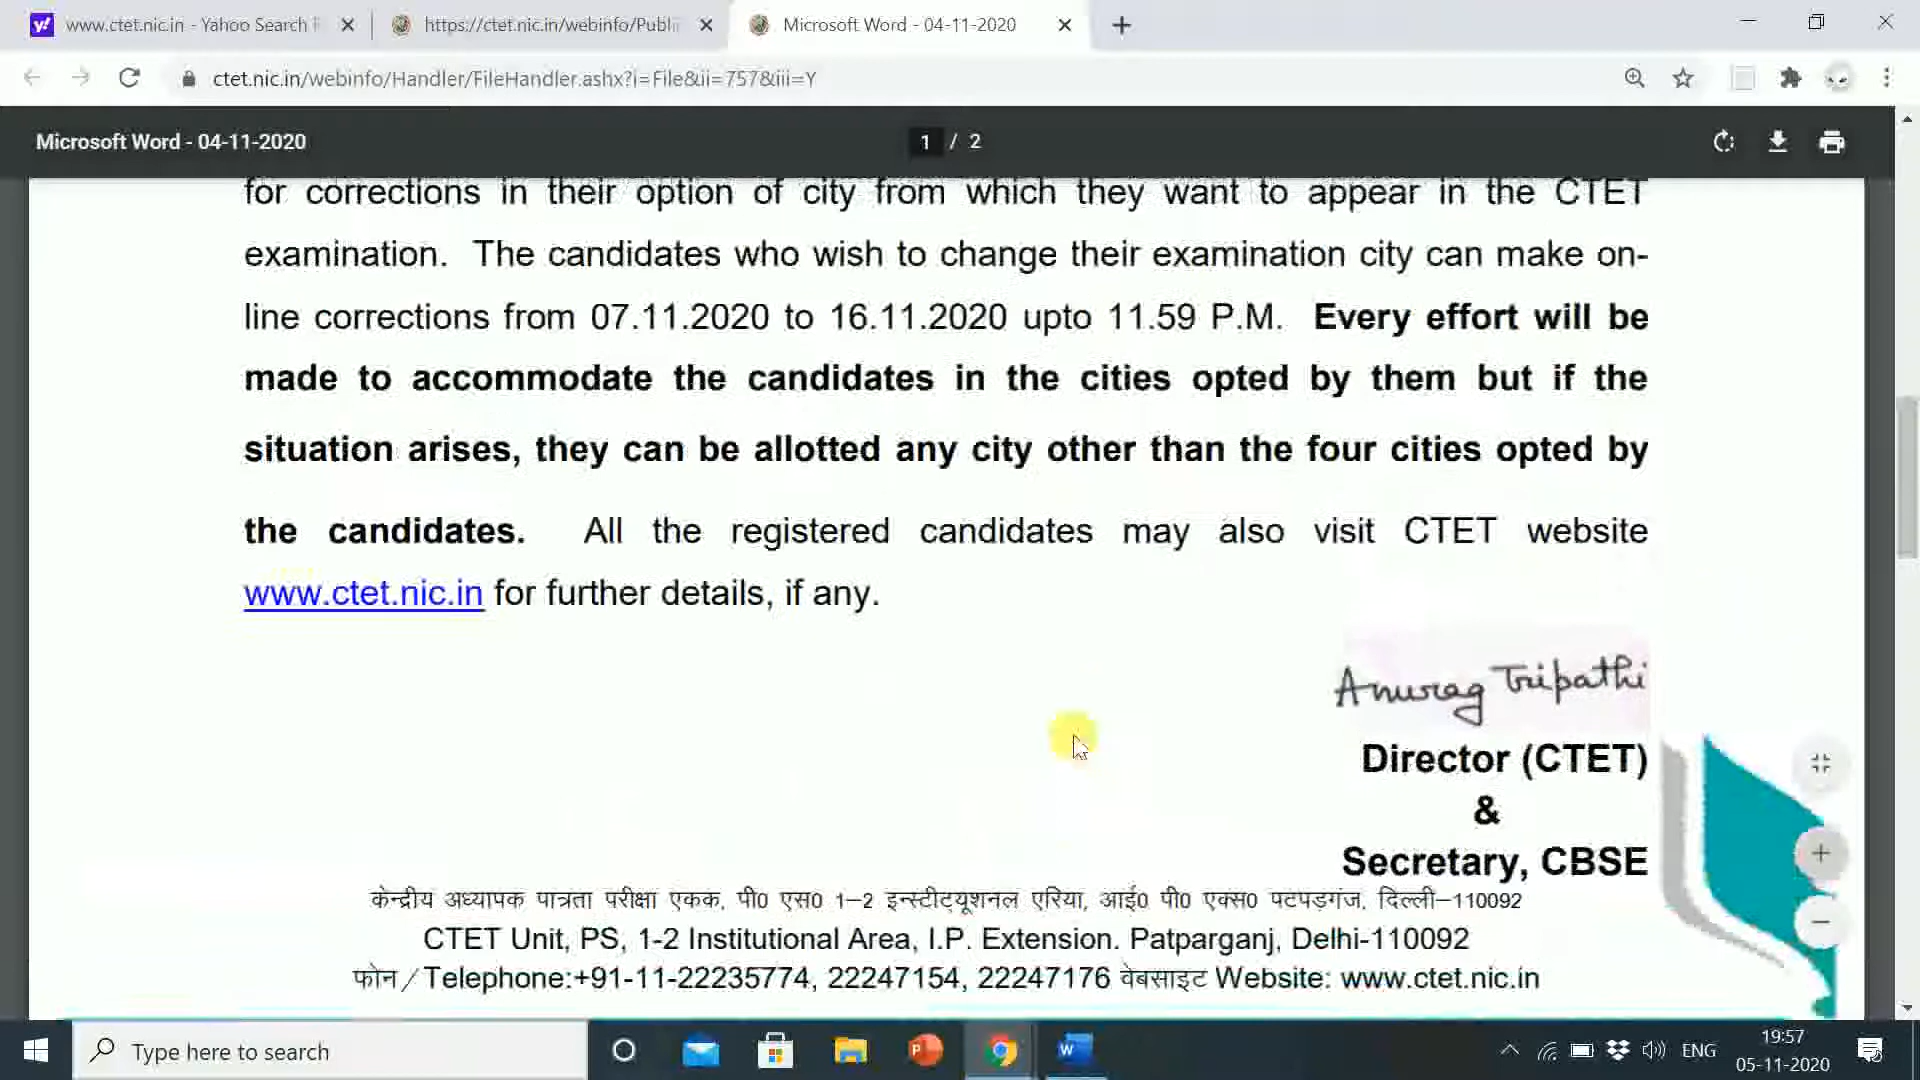 www.ctet.nic.in - Yahoo Search
https://ctet.nic.in/webinfo/Publi
Microsoft Word - 04-11-2020
ctet.nic.in/webinfo/Handler/FileHandler.ashx?i=File&ii=757&iii=Y
Microsoft Word - 04-11-2020
1 / 2
for corrections in their option of city from which they want to appear in the CTET
examination. The candidates who wish to change their examination city can make on-
line corrections from 07.11.2020 to 16.11.2020 upto 11.59 P.M. Every effort will be
made to accommodate the candidates in the cities opted by them but if the
situation arises, they can be allotted any city other than the four cities opted by
the candidates. All the registered candidates may also visit CTET website
www.ctet.nic.in for further details, if any.
Anurag Tripathi
Director (CTET)
&
Secretary, CBSE
केन्द्रीय अध्यापक पात्रता परीक्षा एकक, पी0 एस0 1–2 इन्स्टीट्यूशनल एरिया, आई0 पी0 एक्स0 पटपड़गंज, दिल्ली–110092
CTET Unit, PS, 1-2 Institutional Area, I.P. Extension. Patparganj, Delhi-110092
फोन/Telephone:+91-11-22235774, 22247154, 22247176 वेबसाइट Website: www.ctet.nic.in
Type here to search
ENG
19:57
05-11-2020